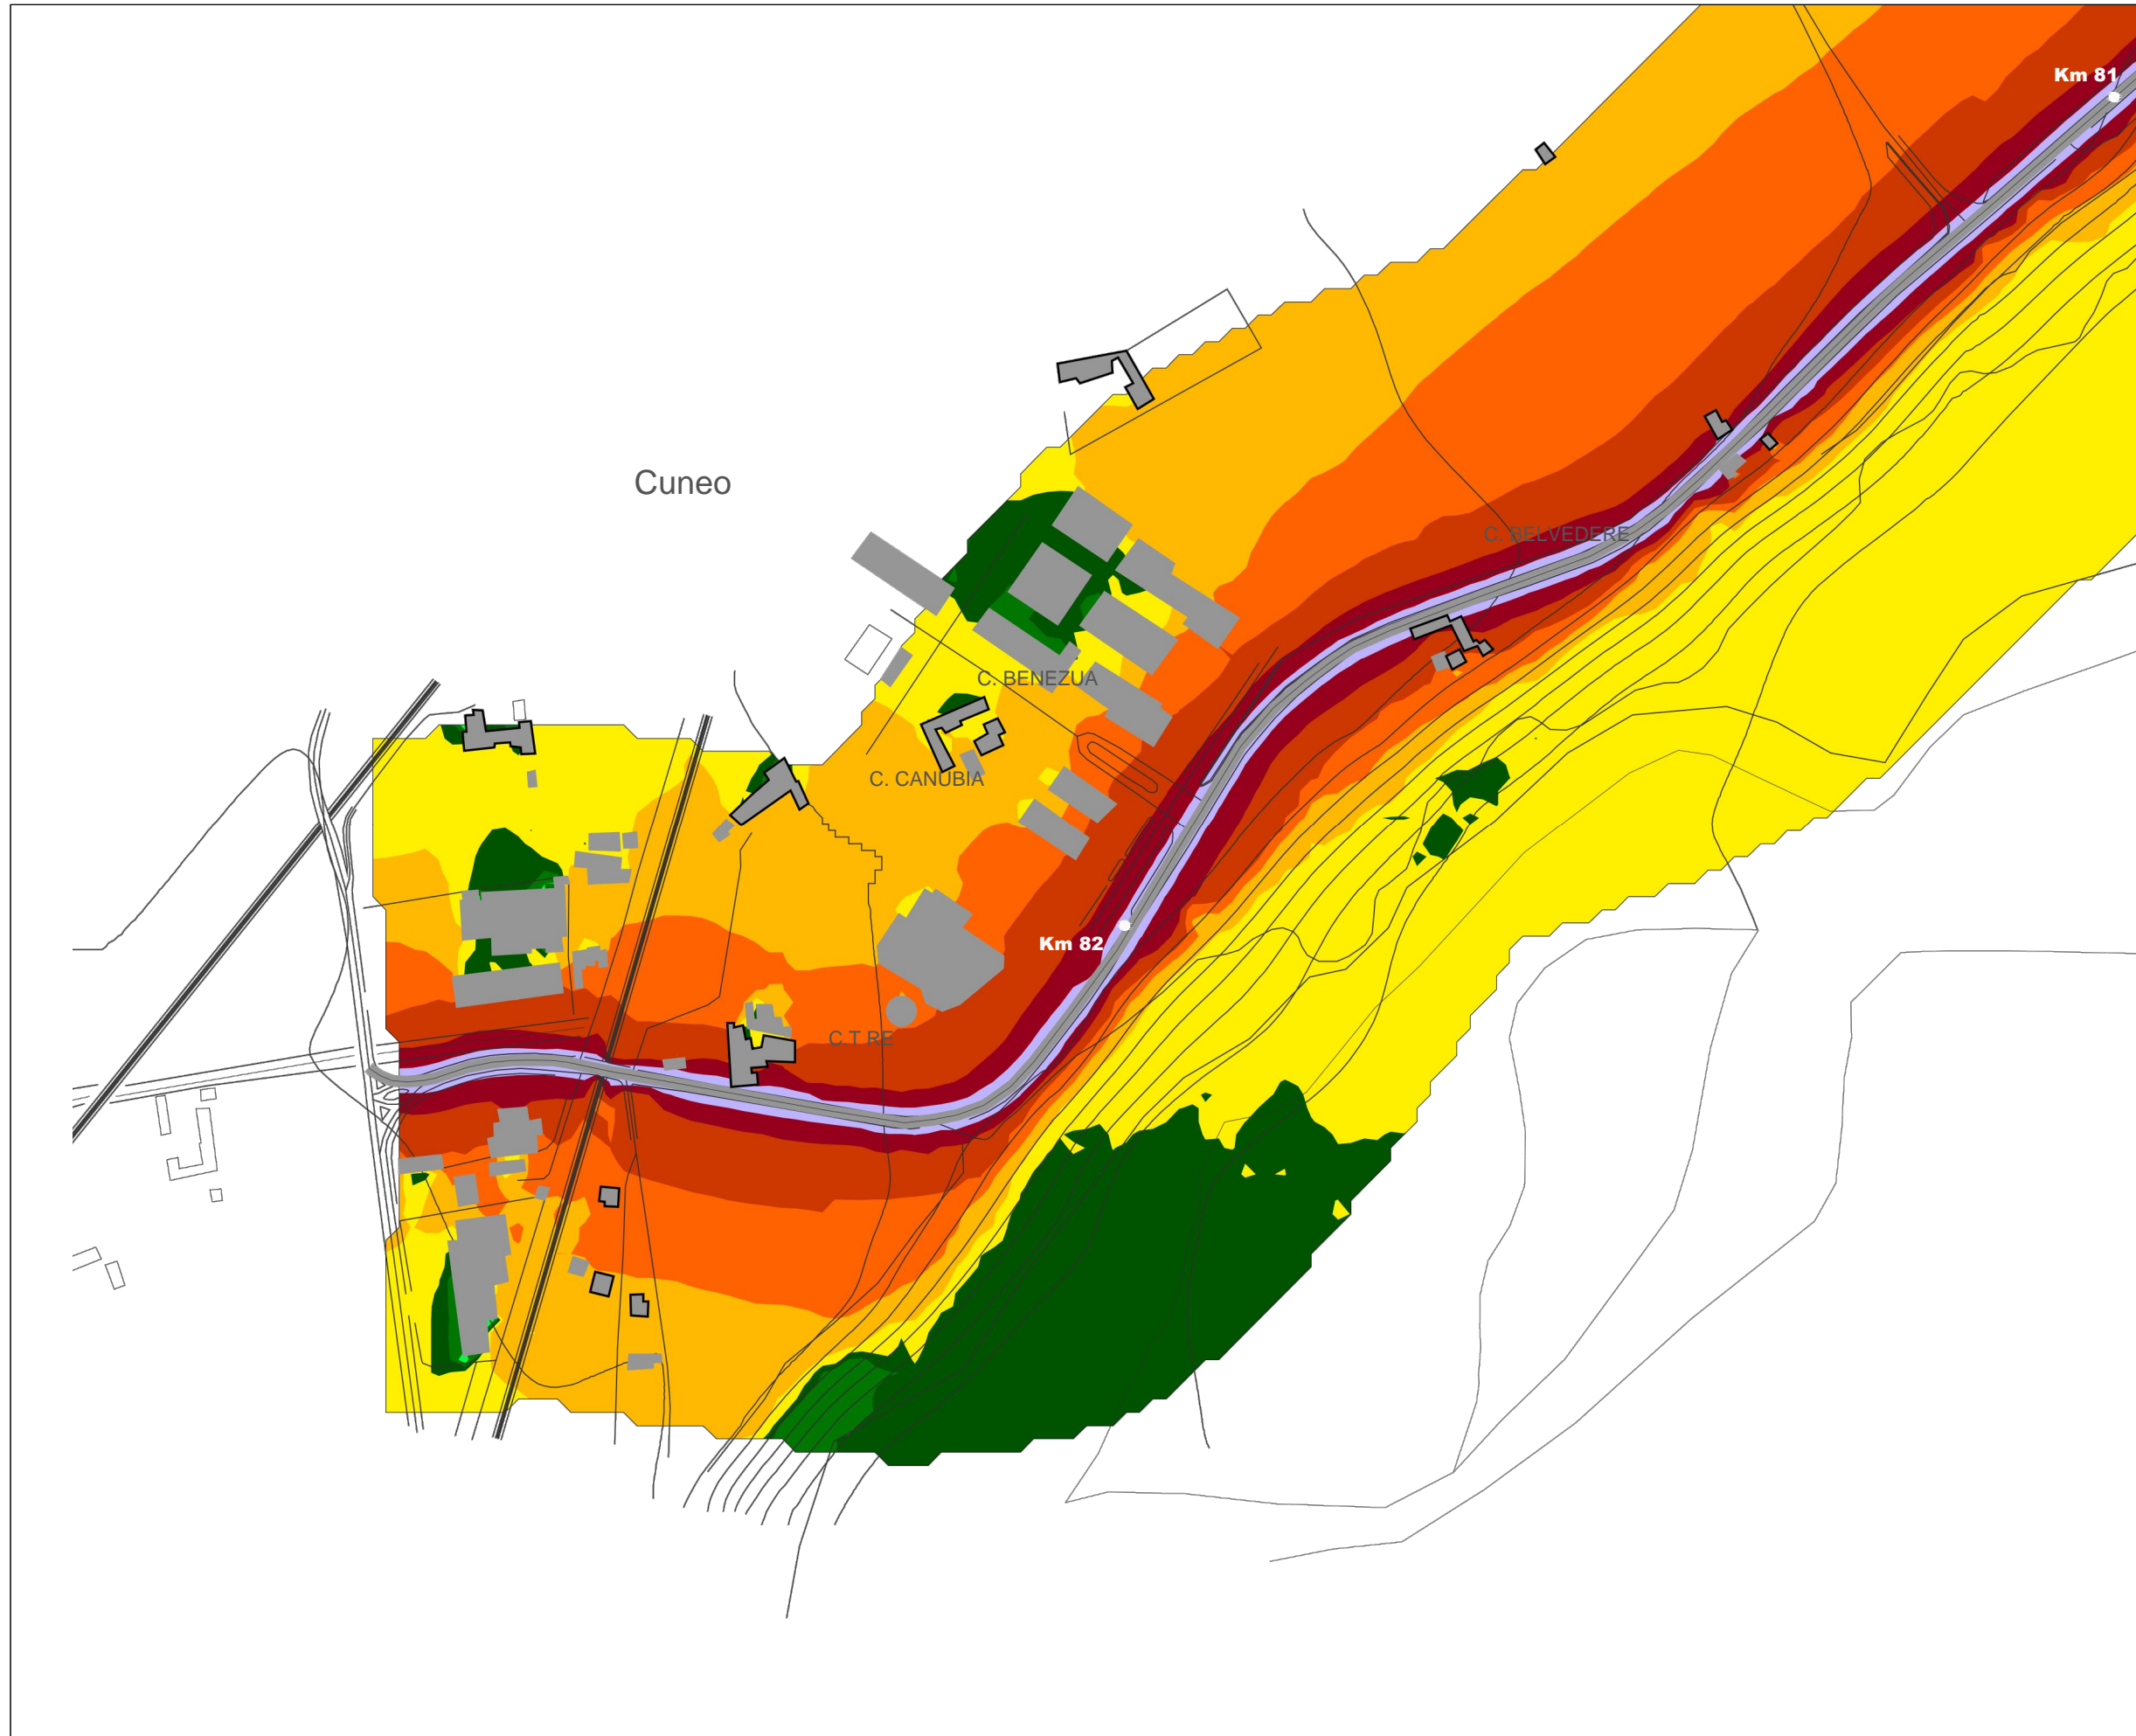 Km 81
Cuneo
C. BELVEDERE
C. BENEZUA
C. CANUBIA
Km 82
C.T RE